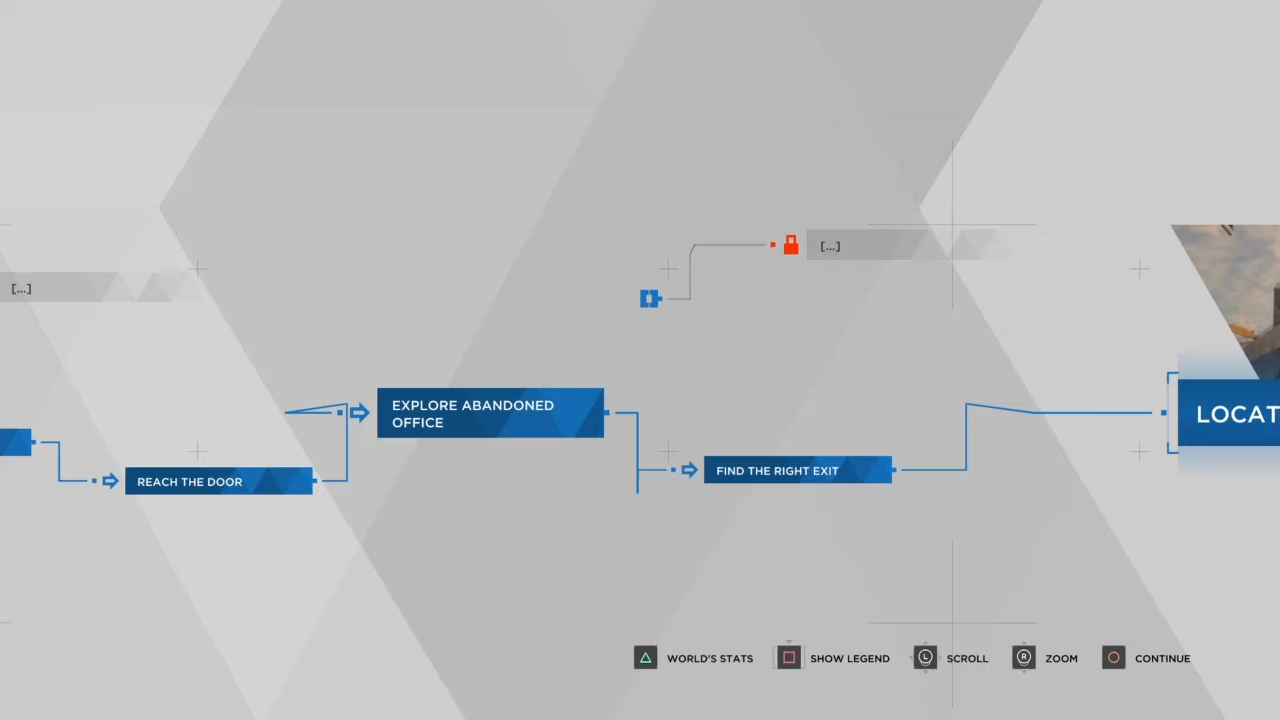 [...]
[...]
EXPLORE ABANDONED
OFFICE
LOCAT
FIND THE RIGHT EXIT
REACH THE DOOR
WORLD'S STATS
SHOW LEGEND
L
SCROLL
R
ZOOM
CONTINUE